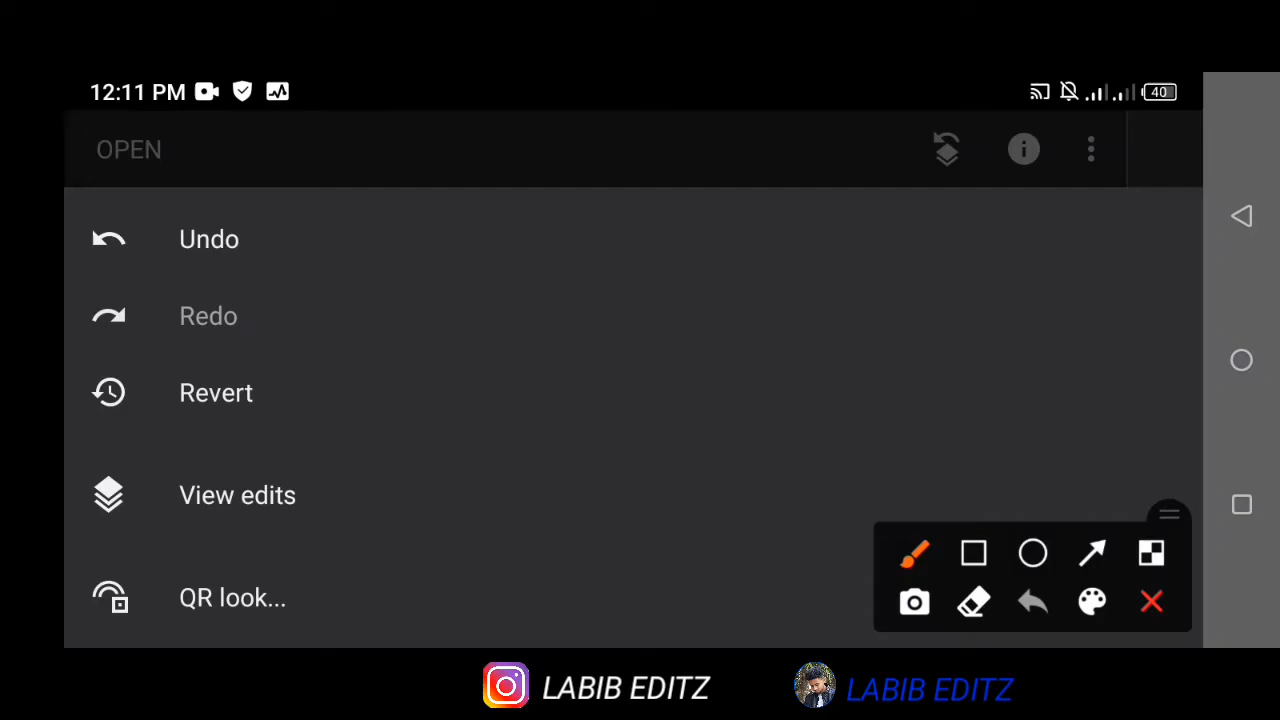 12:11 PM 40
OPEN
Undo
Redo
Revert
View edits
QR look...
LABIB EDITZ LABIB EDITZ